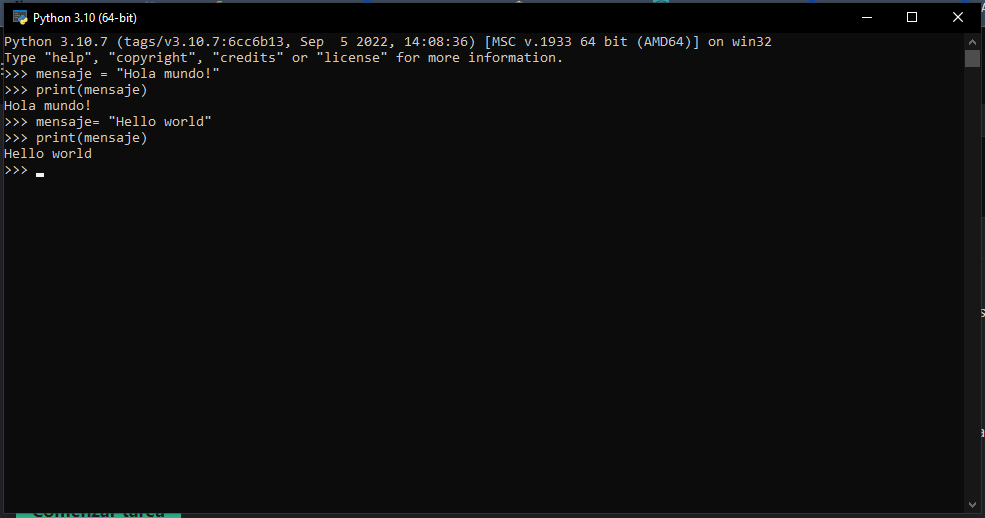 Python 3.10 (64-bit)
Python 3.10.7 (tags/v3.10.7:6cc6b13, Sep  5 2022, 14:08:36) [MSC v.1933 64 bit (AMD64)] on win32
Type "help", "copyright", "credits" or "license" for more information.
>>> mensaje = "Hola mundo!"
>>> print(mensaje)
Hola mundo!
>>> mensaje= "Hello world"
>>> print(mensaje)
Hello world
>>>
Comenzar tarea